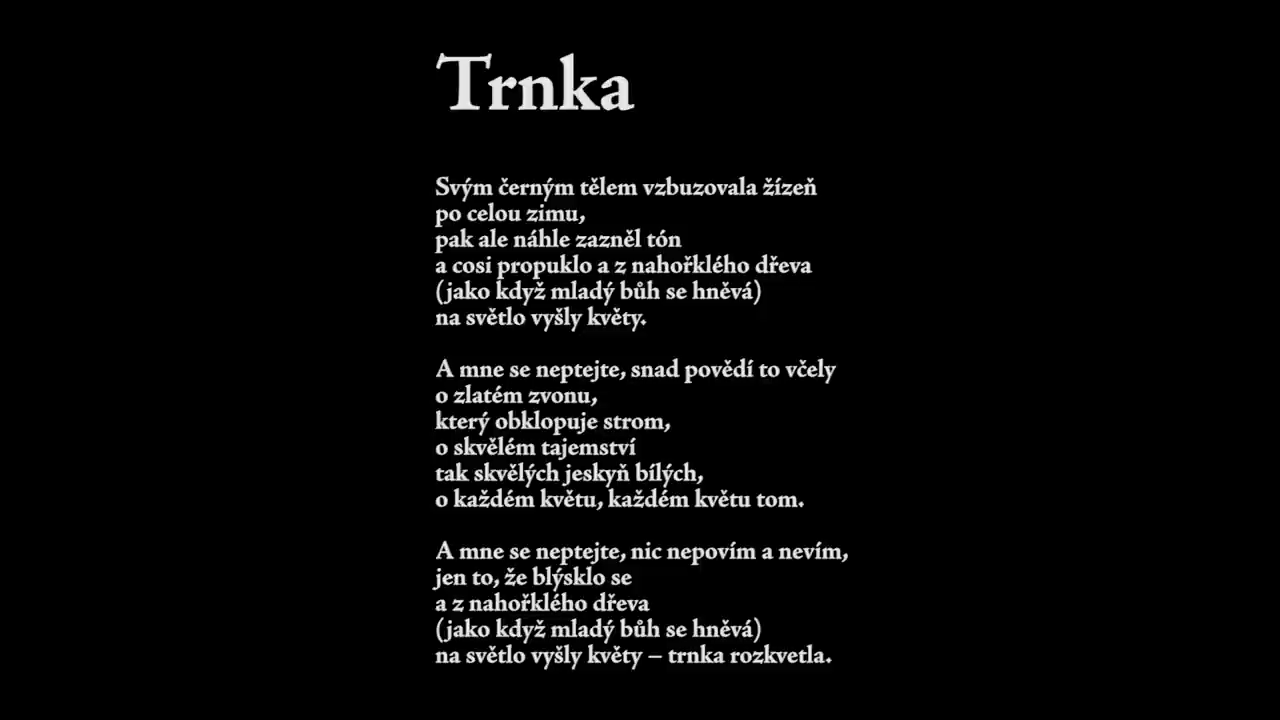 Trnka
Svým černým tělem vzbuzovala žízeň
po celou zimu,
pak ale náhle zazněl tón
a cosi propuklo a z nahořklého dřeva
(jako když mladý bůh se hněvá)
na světlo vyšly květy.
A mne se neptejte, snad povědí to včely
o zlatém zvonu,
který obklopuje strom,
o skvělém tajemství
tak skvělých jeskyň bílých,
o každém květu, každém květu tom.
A mne se neptejte, nic nepovím a nevím,
jen to, že blýsklo se
a z nahořklého dřeva
(jako když mladý bůh se hněvá)
na světlo vyšly květy – trnka rozkvetla.